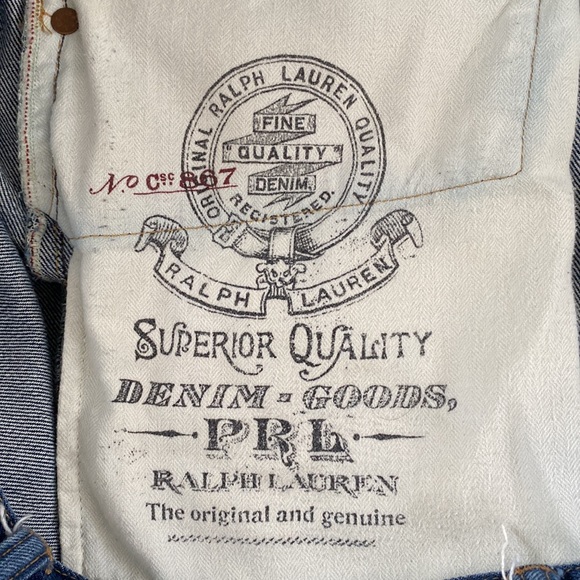 ORIGINAL RALPH LAUREN QUALITY
FINE
QUALITY
DENIM.
REGISTERED.
No Csc 867
RALPH LAUREN
SUPERIOR QUALITY
DENIM - GOODS,
PRL
RALPH LAUREN
The original and genuine